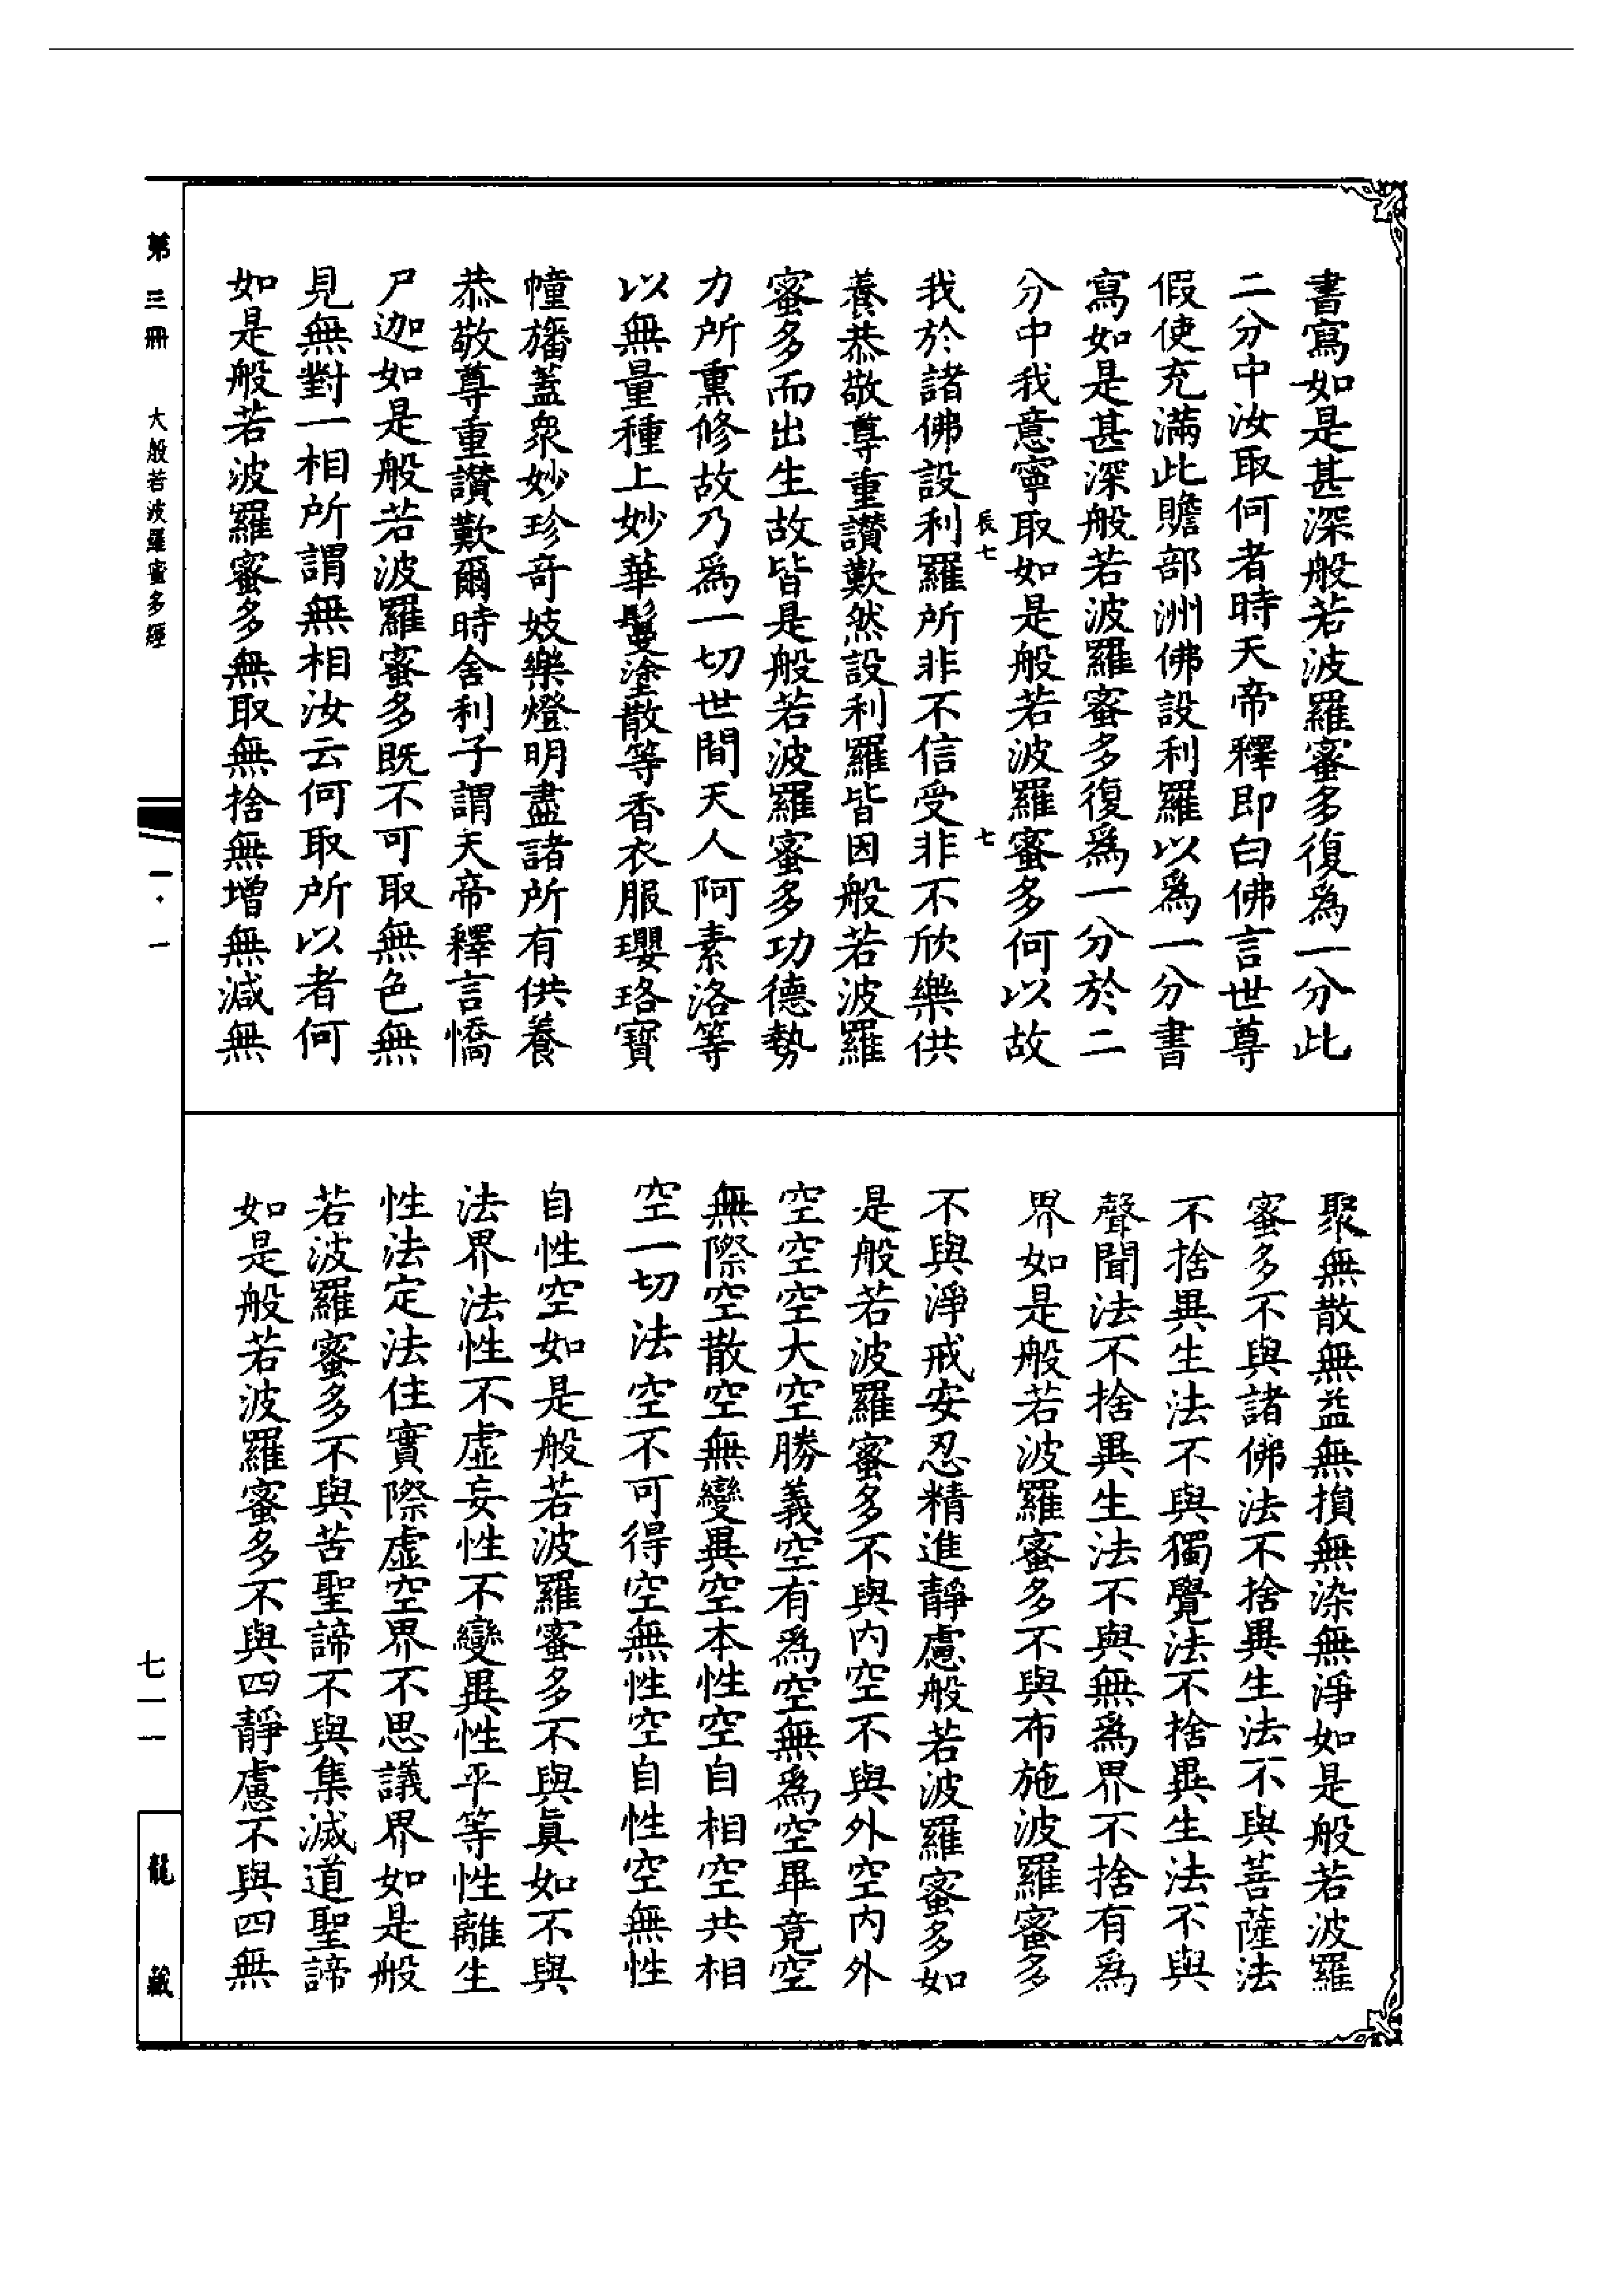 書寫如是甚深般若波羅蜜多復為一分此
二分中汝取何者時天帝釋即白佛言世尊
假使充滿此贍部洲佛設利羅以為一分書
寫如是甚深般若波羅蜜多復為一分於二
分中我意寧取如是般若波羅蜜多何以故
長七
七
我於諸佛設利羅所非不信受非不欣樂供
養恭敬尊重讚歎然設利羅皆因般若波羅
蜜多而出生故皆是般若波羅蜜多功德勢
力所熏修故乃為一切世間天人阿素洛等
以無量種上妙華鬘塗散等香衣服瓔珞寶
幢旛蓋衆妙珍奇妓樂燈明盡諸所有供養
恭敬尊重讚歎爾時舍利子謂天帝釋言憍
尸迦如是般若波羅蜜多既不可取無色無
見無對一相所謂無相汝云何取所以者何
如是般若波羅蜜多無取無捨無增無減無
聚無散無益無損無染無淨如是般若波羅
蜜多不與諸佛法不捨異生法不與菩薩法
不捨異生法不與獨覺法不捨異生法不與
聲聞法不捨異生法不與無為界不捨有為
界如是般若波羅蜜多不與布施波羅蜜多
不與淨戒安忍精進靜慮般若波羅蜜多如
是般若波羅蜜多不與內空不與外空內外
空空空大空勝義空有為空無為空畢竟空
無際空散空無變異空本性空自相空共相
空一切法空不可得空無性空自性空無性
自性空如是般若波羅蜜多不與真如不與
法界法性不虛妄性不變異性平等性離生
性法定法住實際虛空界不思議界如是般
若波羅蜜多不與苦聖諦不與集滅道聖諦
如是般若波羅蜜多不與四靜慮不與四無
第三冊 大般若波羅蜜多經
一·一
七一一
龍藏